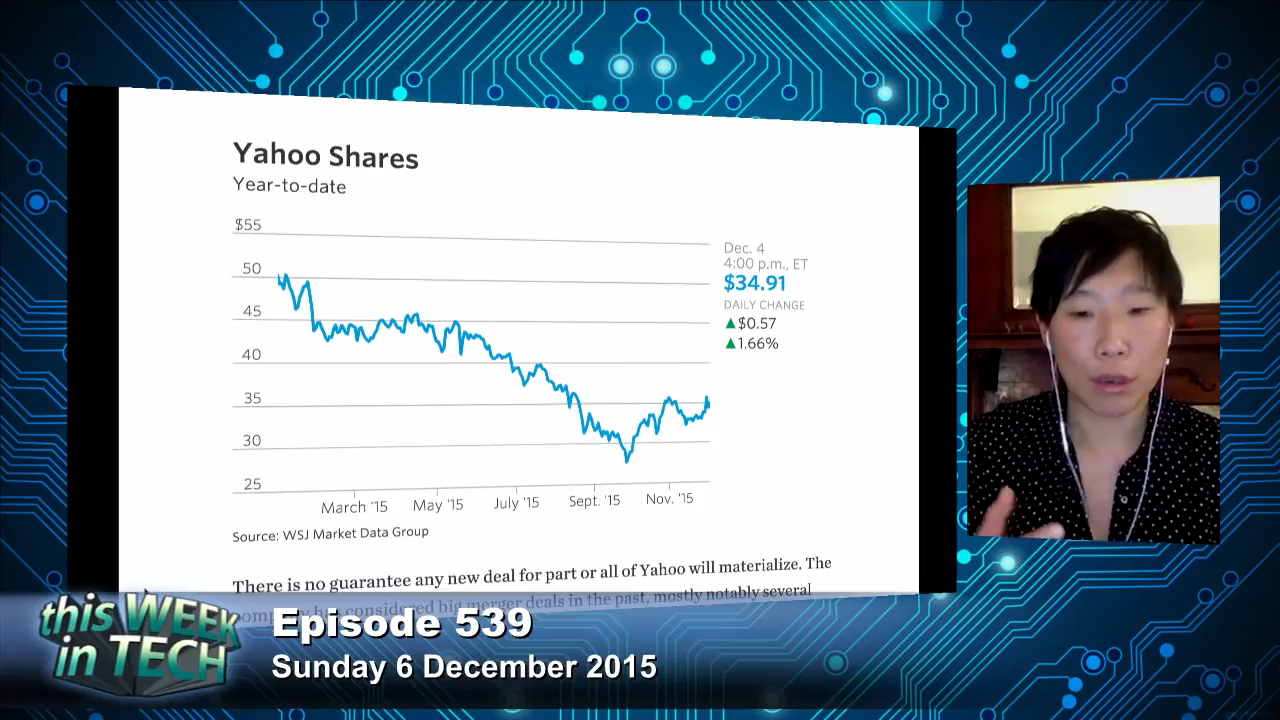 Yahoo Shares
Year-to-date
$55
50
45
40
35
30
25
March '15 May '15 July '15 Sept. '15 Nov. '15
Dec. 4
4:00 p.m., ET
$34.91
DAILY CHANGE
▲$0.57
▲1.66%
Source: WSJ Market Data Group
There is no guarantee any new deal for part or all of Yahoo will materialize. The
considered big merger deals in the past, mostly notably several
this WEEK
in TECH
Episode 539
Sunday 6 December 2015